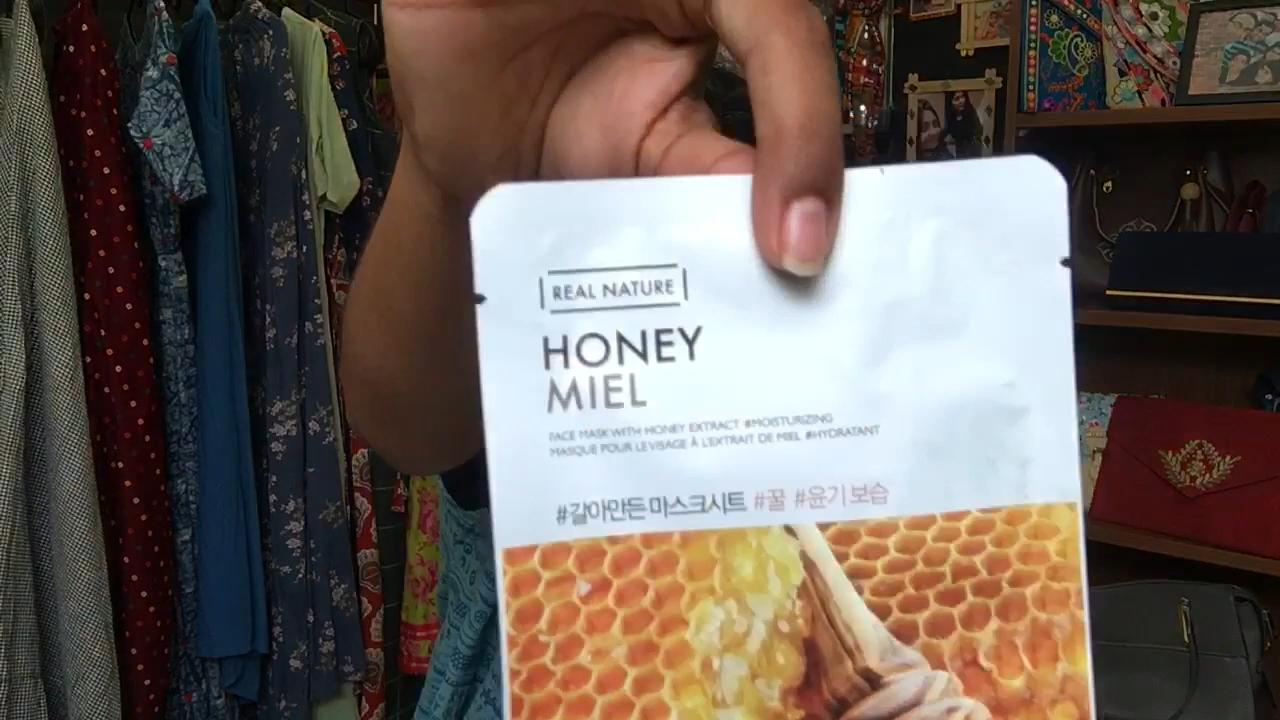 REAL NATURE
HONEY
MIEL
FACE MASK WITH HONEY EXTRACT #MOISTURIZING
MASQUE POUR LE VISAGE À L'EXTRAIT DE MIEL #HYDRATANT
#갈아만든 마스크시트 #꿀 #윤기 보습